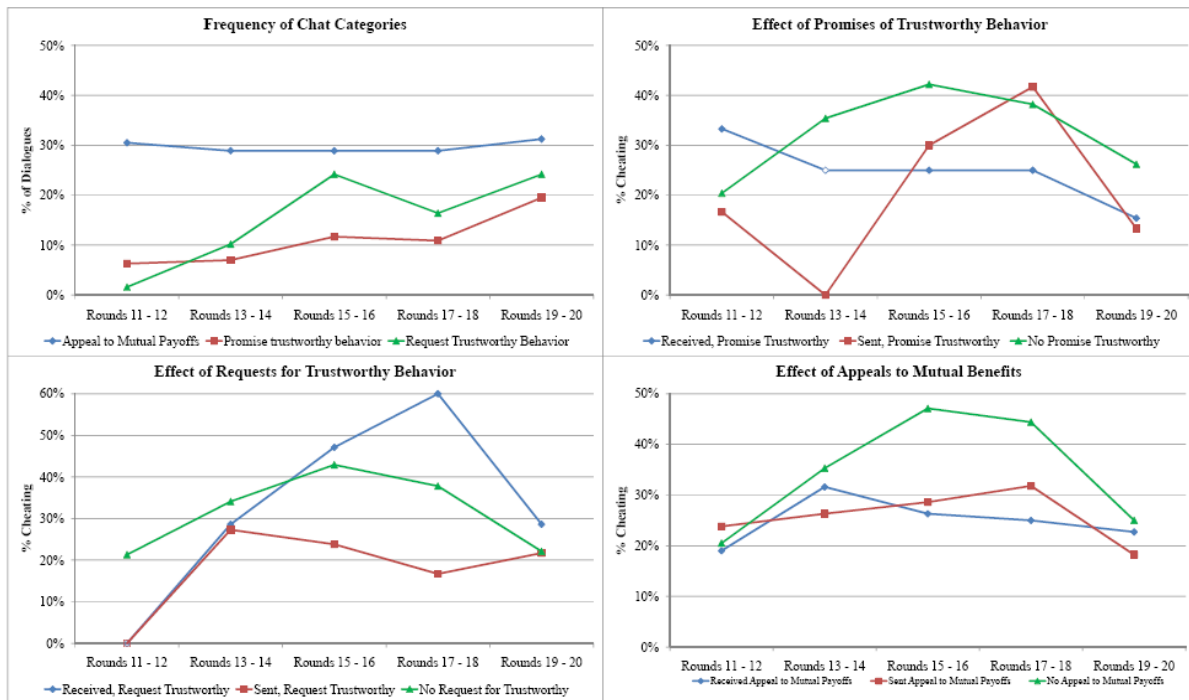 Frequency of Chat Categories
50%
40%
30%
20%
10%
0%
% of Dialogues
Rounds 11 - 12 Rounds 13 - 14 Rounds 15 - 16 Rounds 17 - 18 Rounds 19 - 20
Appeal to Mutual Payoffs Promise trustworthy behavior Request Trustworthy Behavior
Effect of Promises of Trustworthy Behavior
50%
40%
30%
20%
10%
0%
% Cheating
Rounds 11 - 12 Rounds 13 - 14 Rounds 15 - 16 Rounds 17 - 18 Rounds 19 - 20
Received, Promise Trustworthy Sent, Promise Trustworthy No Promise Trustworthy
Effect of Requests for Trustworthy Behavior
60%
50%
40%
30%
20%
10%
0%
% Cheating
Rounds 11 - 12 Rounds 13 - 14 Rounds 15 - 16 Rounds 17 - 18 Rounds 19 - 20
Received, Request Trustworthy Sent, Request Trustworthy No Request for Trustworthy
Effect of Appeals to Mutual Benefits
50%
40%
30%
20%
10%
0%
% Cheating
Rounds 11 - 12 Rounds 13 - 14 Rounds 15 - 16 Rounds 17 - 18 Rounds 19 - 20
Received Appeal to Mutual Payoffs Sent Appeal to Mutual Payoffs No Appeal to Mutual Payoffs